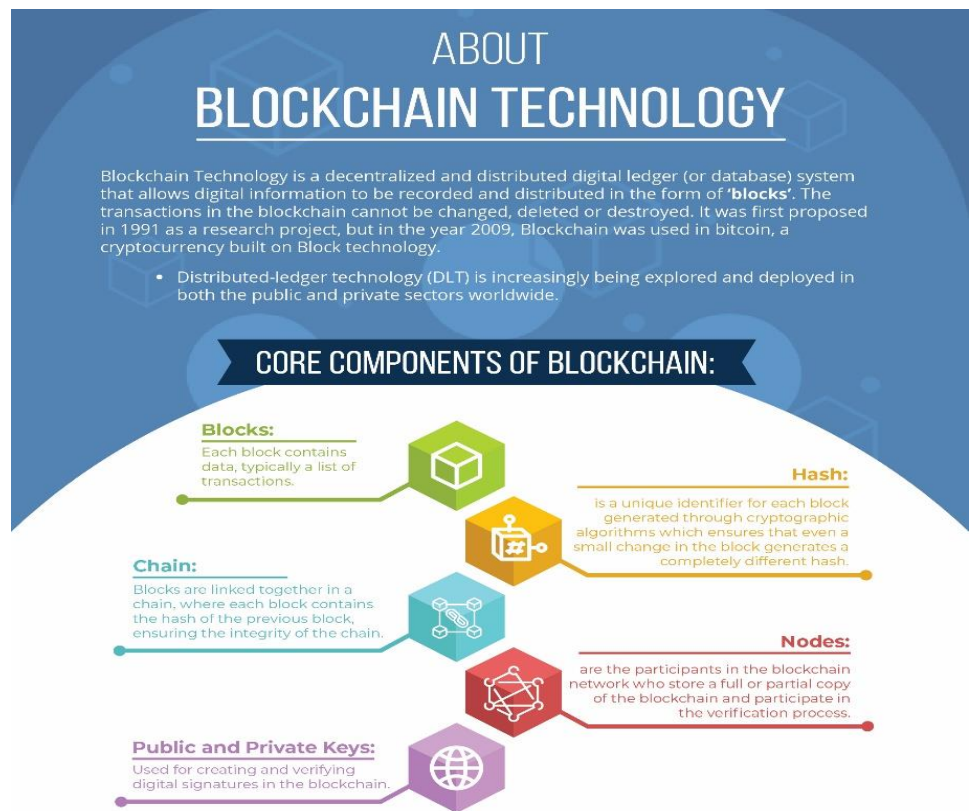 ABOUT
BLOCKCHAIN TECHNOLOGY
Blockchain Technology is a decentralized and distributed digital ledger (or database) system
that allows digital information to be recorded and distributed in the form of ‘blocks’. The
transactions in the blockchain cannot be changed, deleted or destroyed. It was first proposed
in 1991 as a research project, but in the year 2009, Blockchain was used in bitcoin, a
cryptocurrency built on Block technology.
• Distributed-ledger technology (DLT) is increasingly being explored and deployed in
both the public and private sectors worldwide.
CORE COMPONENTS OF BLOCKCHAIN:
Blocks:
Each block contains
data, typically a list of
transactions.
Hash:
is a unique identifier for each block
generated through cryptographic
algorithms which ensures that even a
small change in the block generates a
completely different hash.
#
Chain:
Blocks are linked together in a
chain, where each block contains
the hash of the previous block,
ensuring the integrity of the chain.
Nodes:
are the participants in the blockchain
network who store a full or partial copy
of the blockchain and participate in
the verification process.
Public and Private Keys:
Used for creating and verifying
digital signatures in the blockchain.